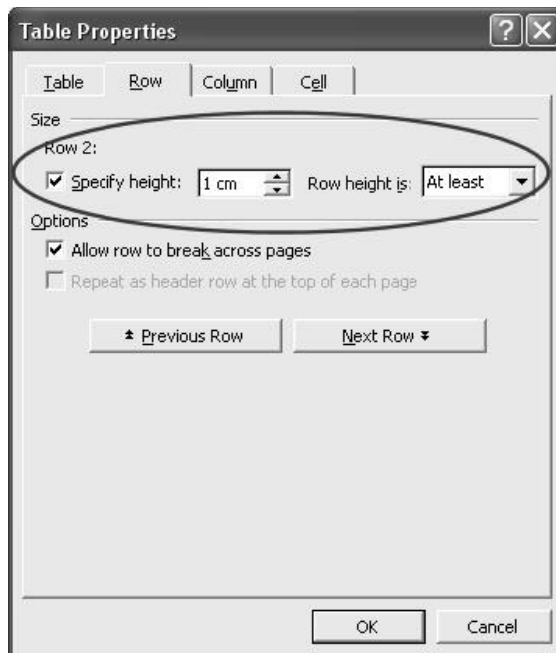 Table Properties
Table Row Column Cell
Size
Row 2:
Specify height: 1 cm Row height is: At least
Options
Allow row to break across pages
Repeat as header row at the top of each page
Previous Row Next Row
OK Cancel